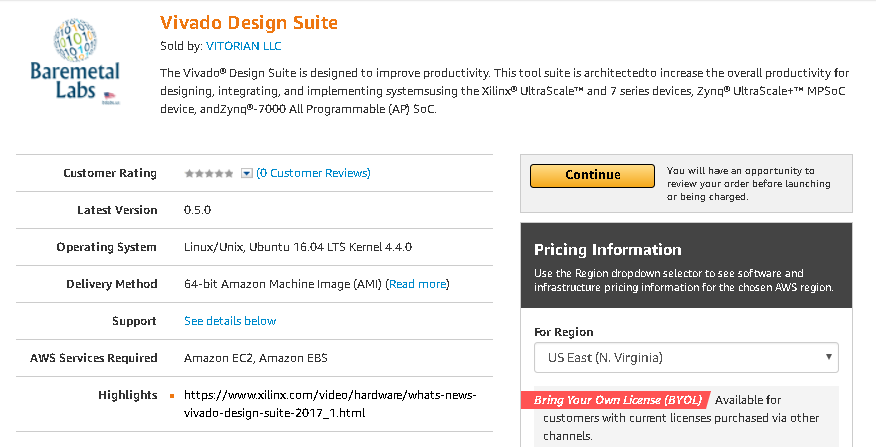 Baremetal
Labs
Vivado Design Suite
Sold by: VITORIAN LLC
The Vivado® Design Suite is designed to improve productivity. This tool suite is architectedto increase the overall productivity for
designing, integrating, and implementing systemsusing the Xilinx® UltraScale™ and 7 series devices, Zynq® UltraScale+™ MPSoC
device, andZynq®-7000 All Programmable (AP) SoC.
Customer Rating (0 Customer Reviews)
Latest Version 0.5.0
Operating System Linux/Unix, Ubuntu 16.04 LTS Kernel 4.4.0
Delivery Method 64-bit Amazon Machine Image (AMI) (Read more)
Support See details below
AWS Services Required Amazon EC2, Amazon EBS
Highlights https://www.xilinx.com/video/hardware/whats-news-
vivado-design-suite-2017_1.html
Continue
You will have an opportunity to
review your order before launching
or being charged.
Pricing Information
Use the Region dropdown selector to see software and
infrastructure pricing information for the chosen AWS region.
For Region
US East (N. Virginia)
Bring Your Own License (BYOL) Available for
customers with current licenses purchased via other
channels.